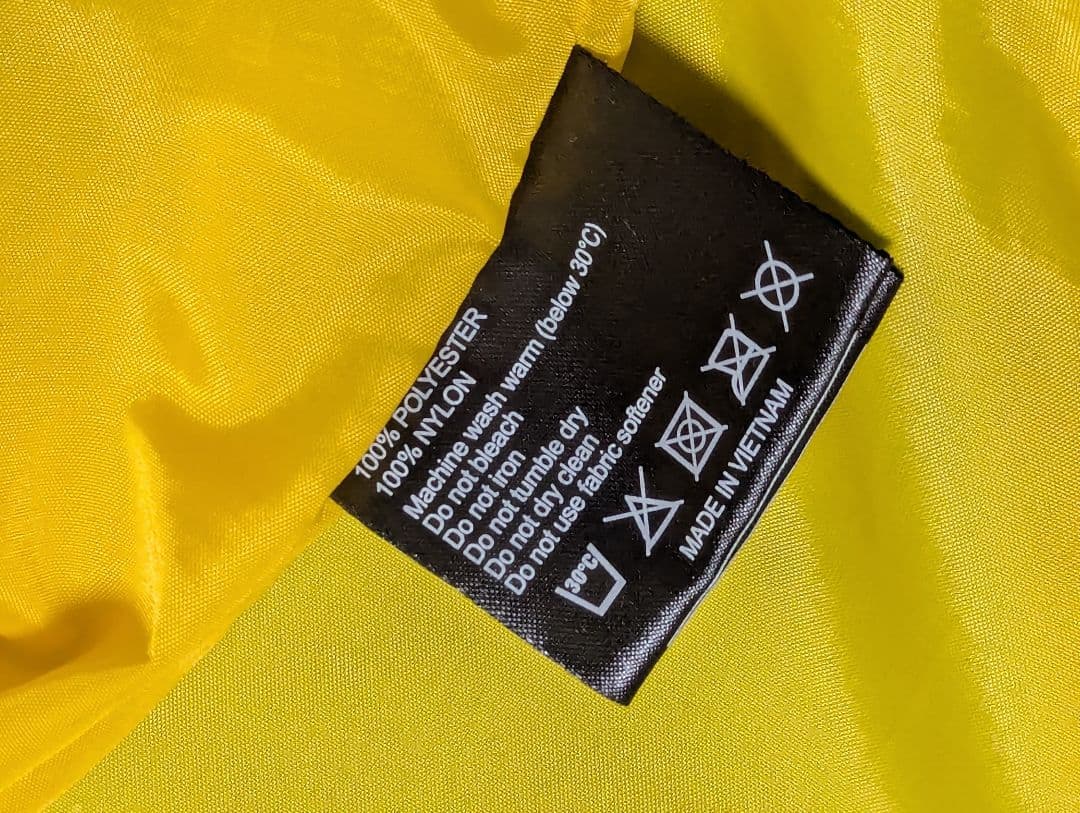 100% POLYESTER
100% NYLON
Machine wash warm (below 30°C)
Do not bleach
Do not iron
Do not tumble dry
Do not dry clean
Do not use fabric softener
30°C
MADE IN VIETNAM